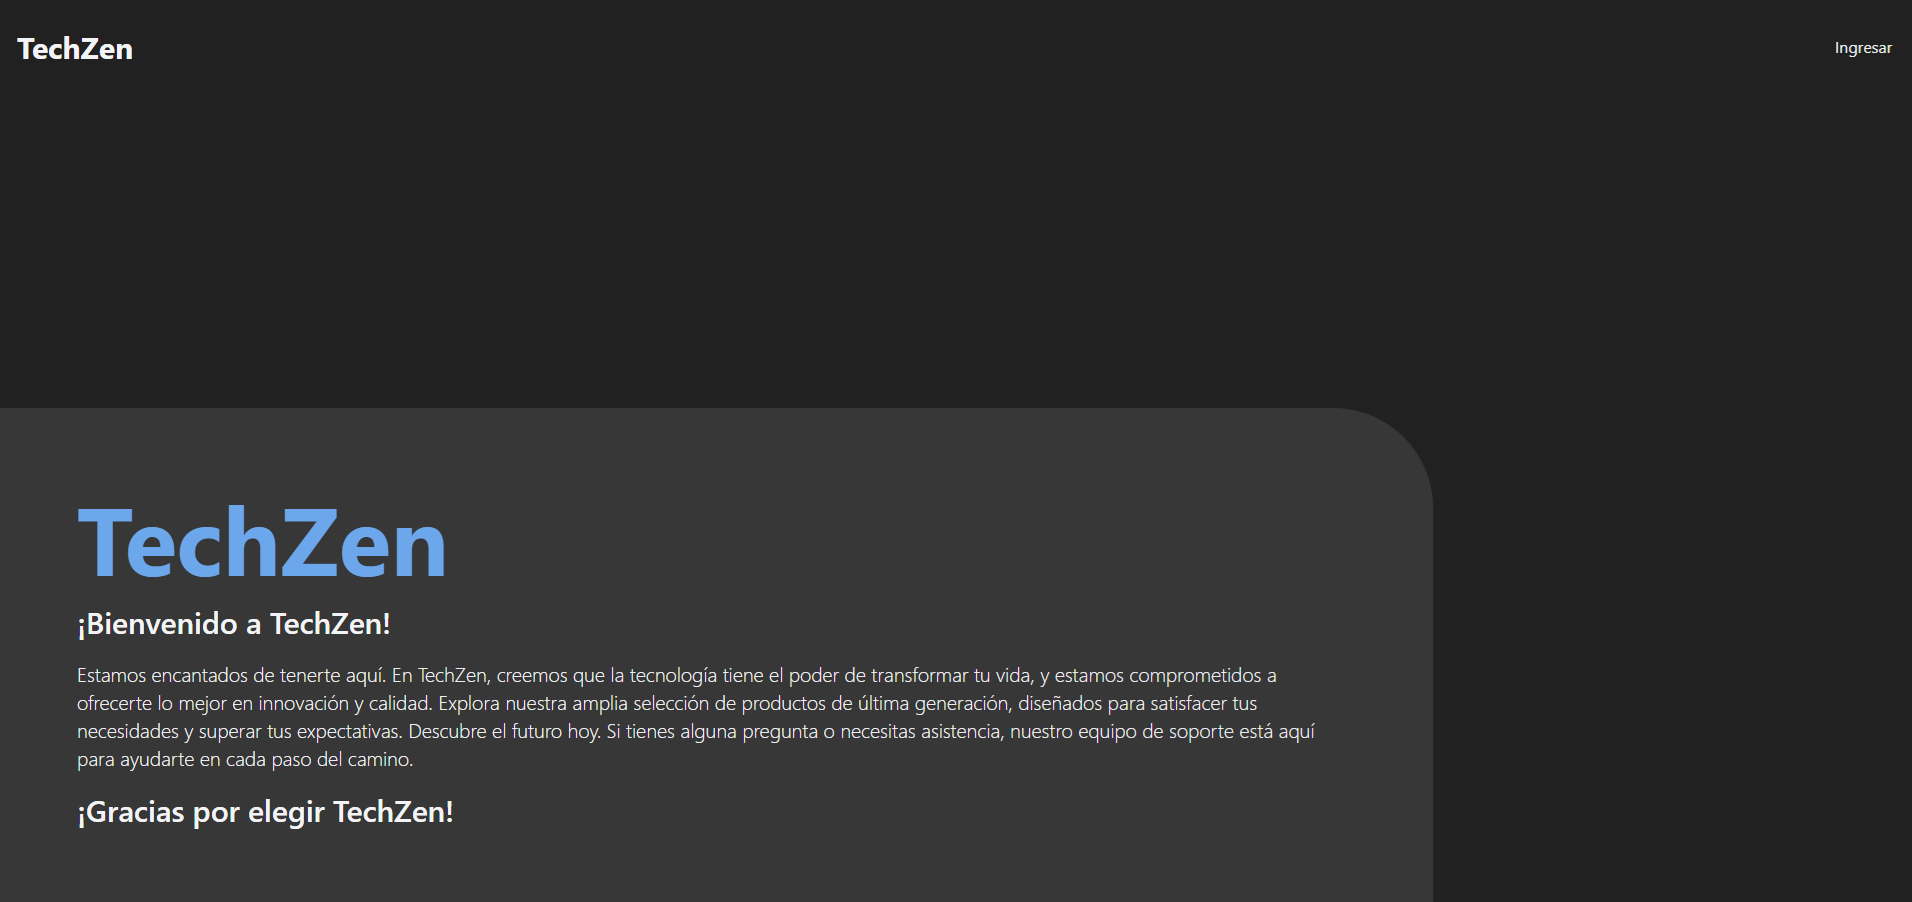 TechZen
Ingresar
TechZen
¡Bienvenido a TechZen!
Estamos encantados de tenerte aquí. En TechZen, creemos que la tecnología tiene el poder de transformar tu vida, y estamos comprometidos a
ofrecerte lo mejor en innovación y calidad. Explora nuestra amplia selección de productos de última generación, diseñados para satisfacer tus
necesidades y superar tus expectativas. Descubre el futuro hoy. Si tienes alguna pregunta o necesitas asistencia, nuestro equipo de soporte está aquí
para ayudarte en cada paso del camino.
¡Gracias por elegir TechZen!